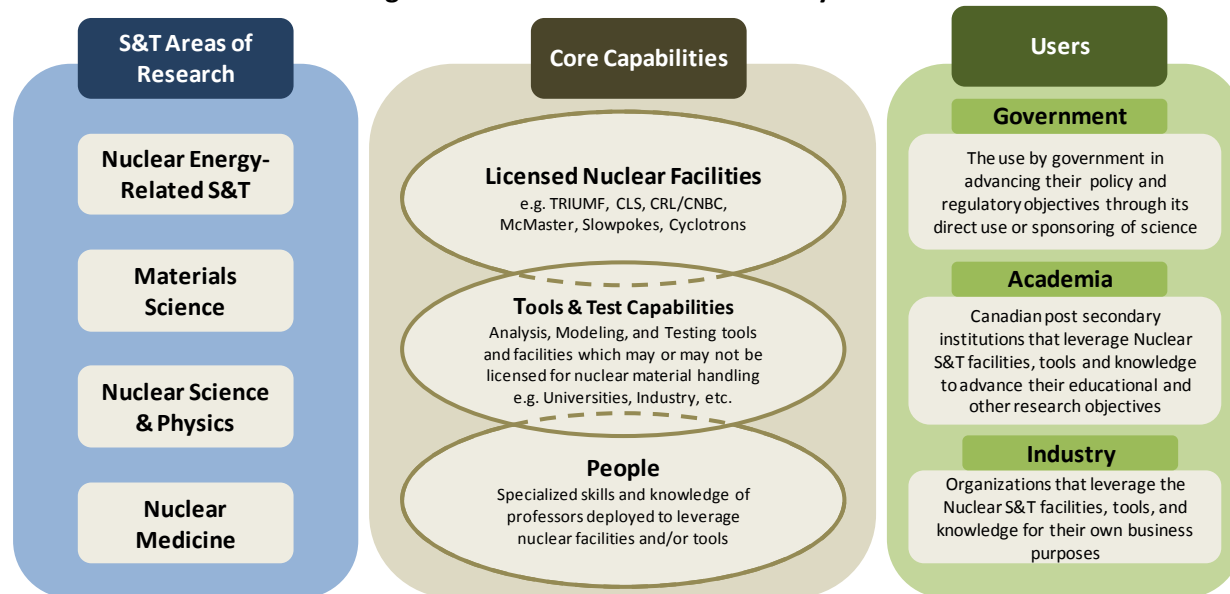 S&T Areas of
Research
Nuclear Energy-
Related S&T
Materials
Science
Nuclear Science
& Physics
Nuclear
Medicine
Core Capabilities
Licensed Nuclear Facilities
e.g. TRIUMF, CLS, CRL/CNBC,
McMaster, Slowpokes, Cyclotrons
Tools & Test Capabilities
Analysis, Modeling, and Testing tools
and facilities which may or may not be
licensed for nuclear material handling
e.g. Universities, Industry, etc.
People
Specialized skills and knowledge of
professors deployed to leverage
nuclear facilities and/or tools
Users
Government
The use by government in
advancing their policy and
regulatory objectives through its
direct use or sponsoring of science
Academia
Canadian post secondary
institutions that leverage Nuclear
S&T facilities, tools and knowledge
to advance their educational and
other research objectives
Industry
Organizations that leverage the
Nuclear S&T facilities, tools, and
knowledge for their own business
purposes